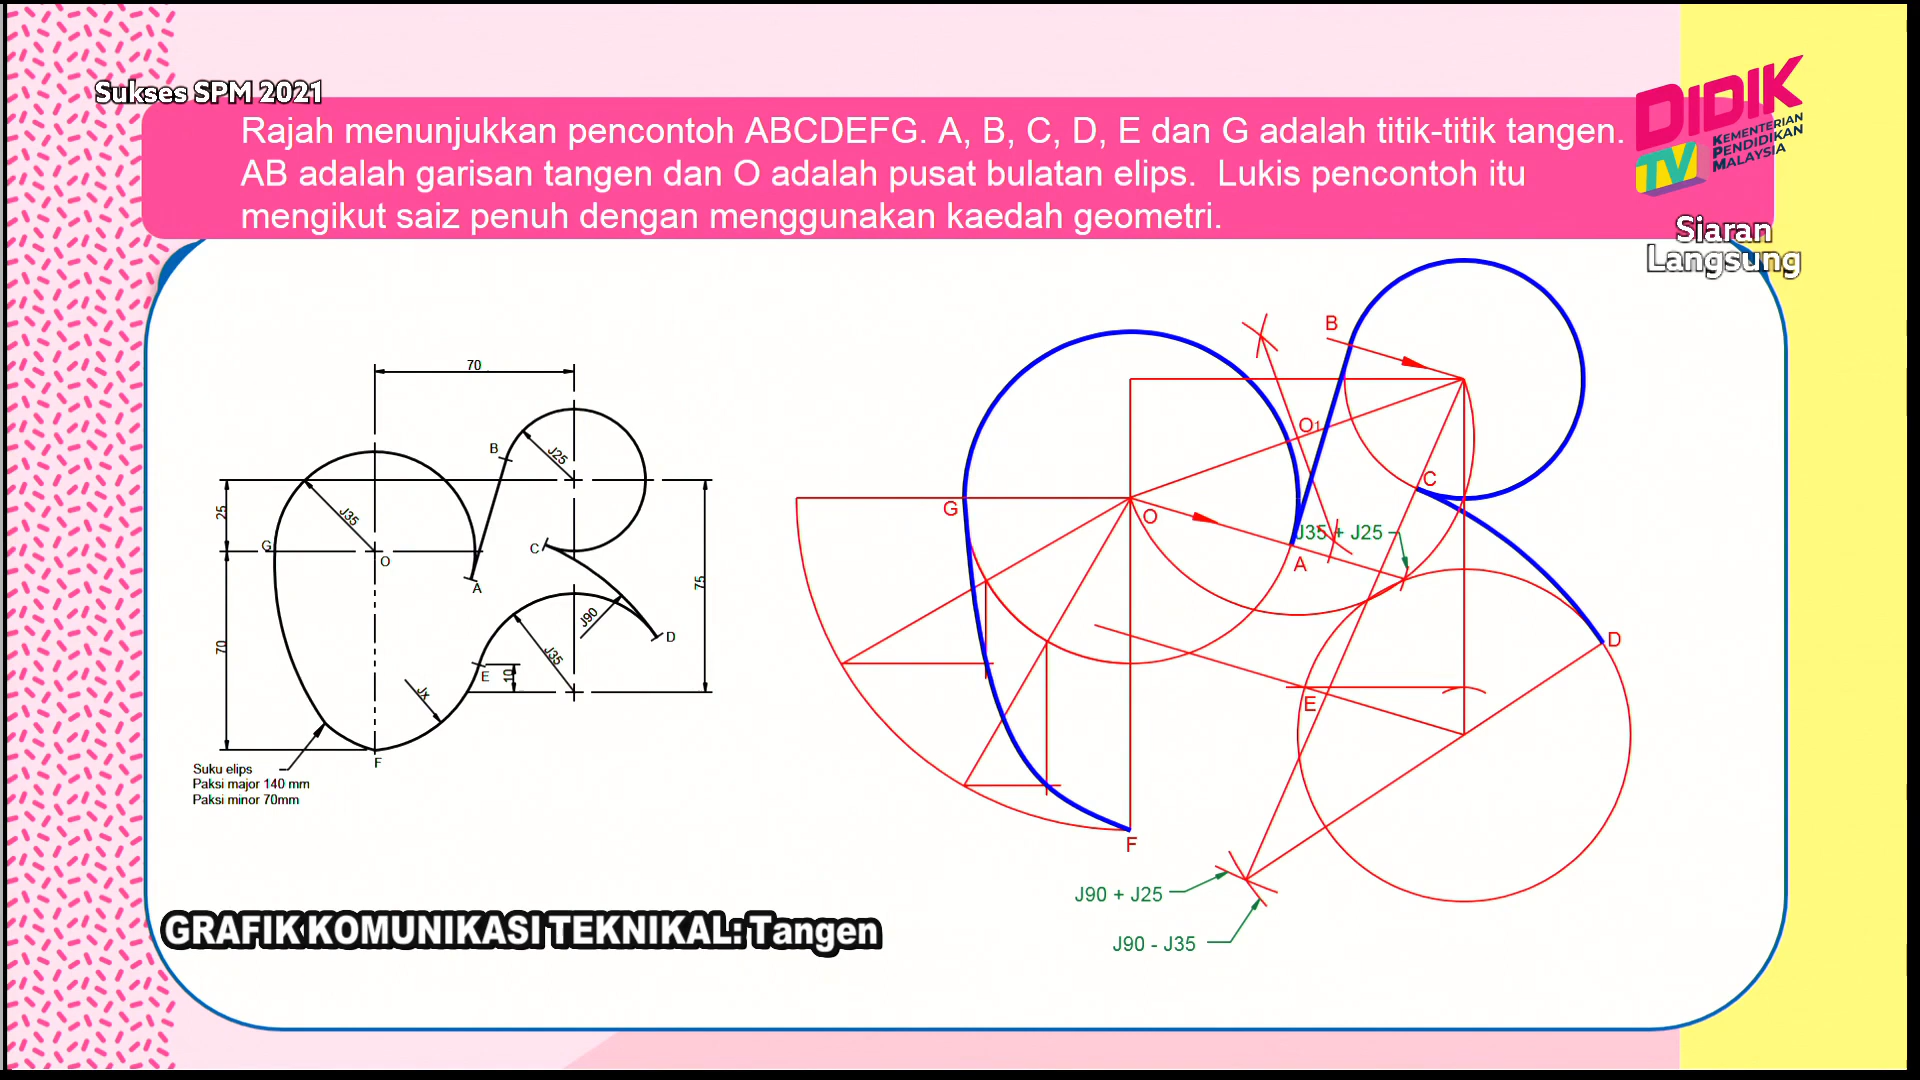 Sukses SPM 2021
Rajah menunjukkan pencontoh ABCDEFG. A, B, C, D, E dan G adalah titik-titik tangen.
AB adalah garisan tangen dan O adalah pusat bulatan elips. Lukis pencontoh itu
mengikut saiz penuh dengan menggunakan kaedah geometri.
DIDIK
TV
KEMENTERIAN
PENDIDIKAN
MALAYSIA
Siaran
Langsung
70
B
J25
25
J35
G
O
C
A
75
J90
D
70
J35
E
10
Jx
F
Suku elips
Paksi major 140 mm
Paksi minor 70mm
B
O1
C
G
O
J35 + J25
A
D
E
F
J90 + J25
J90 - J35
GRAFIK KOMUNIKASI TEKNIKAL: Tangen